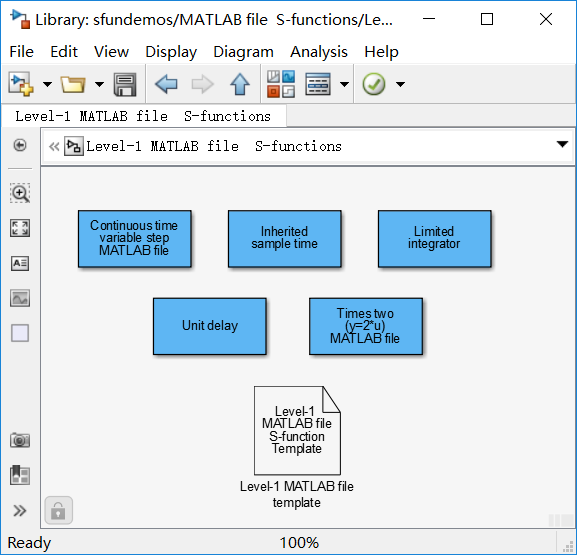 Library: sfundemos/MATLAB file  S-functions/Le...
File Edit View Display Diagram Analysis Help
Level-1 MATLAB file  S-functions
Level-1 MATLAB file  S-functions
Continuous time
variable step
MATLAB file
Inherited
sample time
Limited
integrator
Unit delay
Times two
(y=2*u)
MATLAB file
Level-1
MATLAB file
S-function
Template
Level-1 MATLAB file
template
Ready 100%